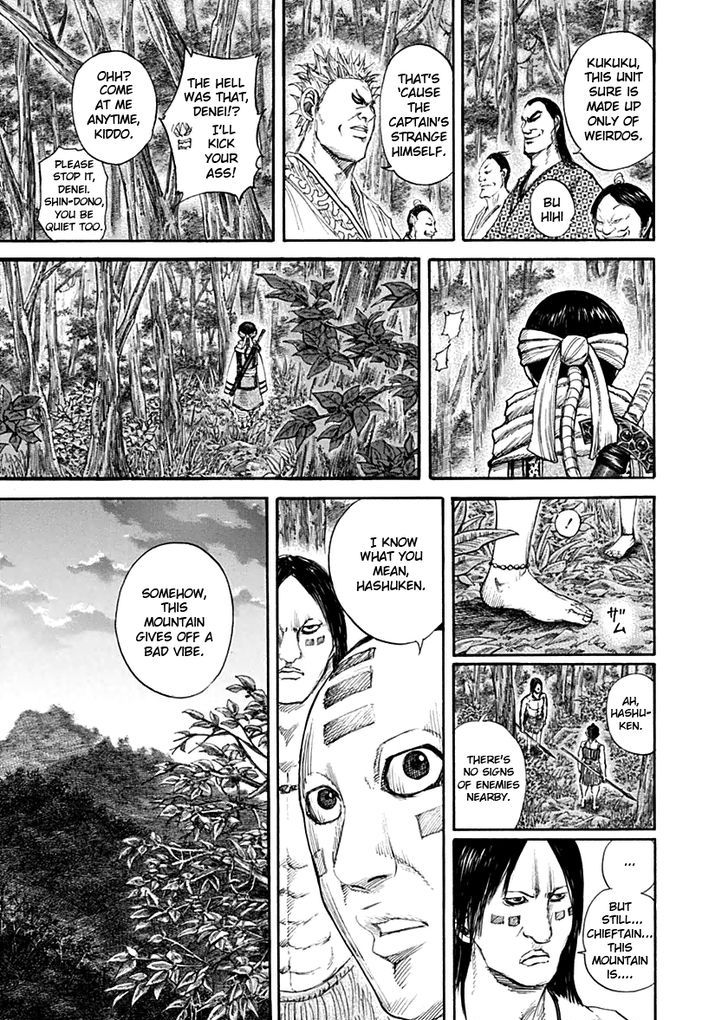 KUKUKU,
THIS UNIT
SURE IS
MADE UP
ONLY OF
WEIRDOS.
BU
HIHI
THAT'S
'CAUSE
THE
CAPTAIN'S
STRANGE
HIMSELF.
THE HELL
WAS THAT,
DENEI!?
I'LL
KICK
YOUR
ASS!
OHH?
COME
AT ME
ANYTIME,
KIDDO.
PLEASE
STOP IT,
DENEI.
SHIN-DONO,
YOU BE
QUIET TOO.
!
ザム
AH,
HASHU-
KEN.
THERE'S
NO SIGNS
OF ENEMIES
NEARBY.
...
BUT
STILL...
CHIEFTAIN...
THIS
MOUNTAIN
IS....
I KNOW
WHAT YOU
MEAN,
HASHUKEN.
SOMEHOW,
THIS
MOUNTAIN
GIVES OFF A
BAD VIBE.